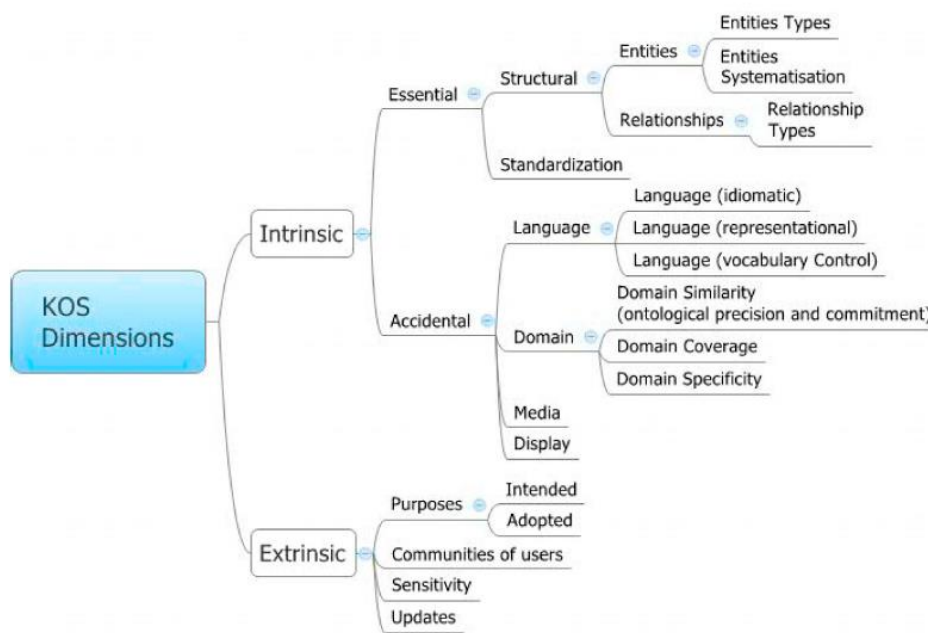 KOS
Dimensions
Intrinsic
Essential
Structural
Entities
Entities Types
Entities
Systematisation
Relationships
Relationship
Types
Standardization
Accidental
Language
Language (idiomatic)
Language (representational)
Language (vocabulary Control)
Domain
Domain Similarity
(ontological precision and commitment)
Domain Coverage
Domain Specificity
Media
Display
Extrinsic
Purposes
Intended
Adopted
Communities of users
Sensitivity
Updates